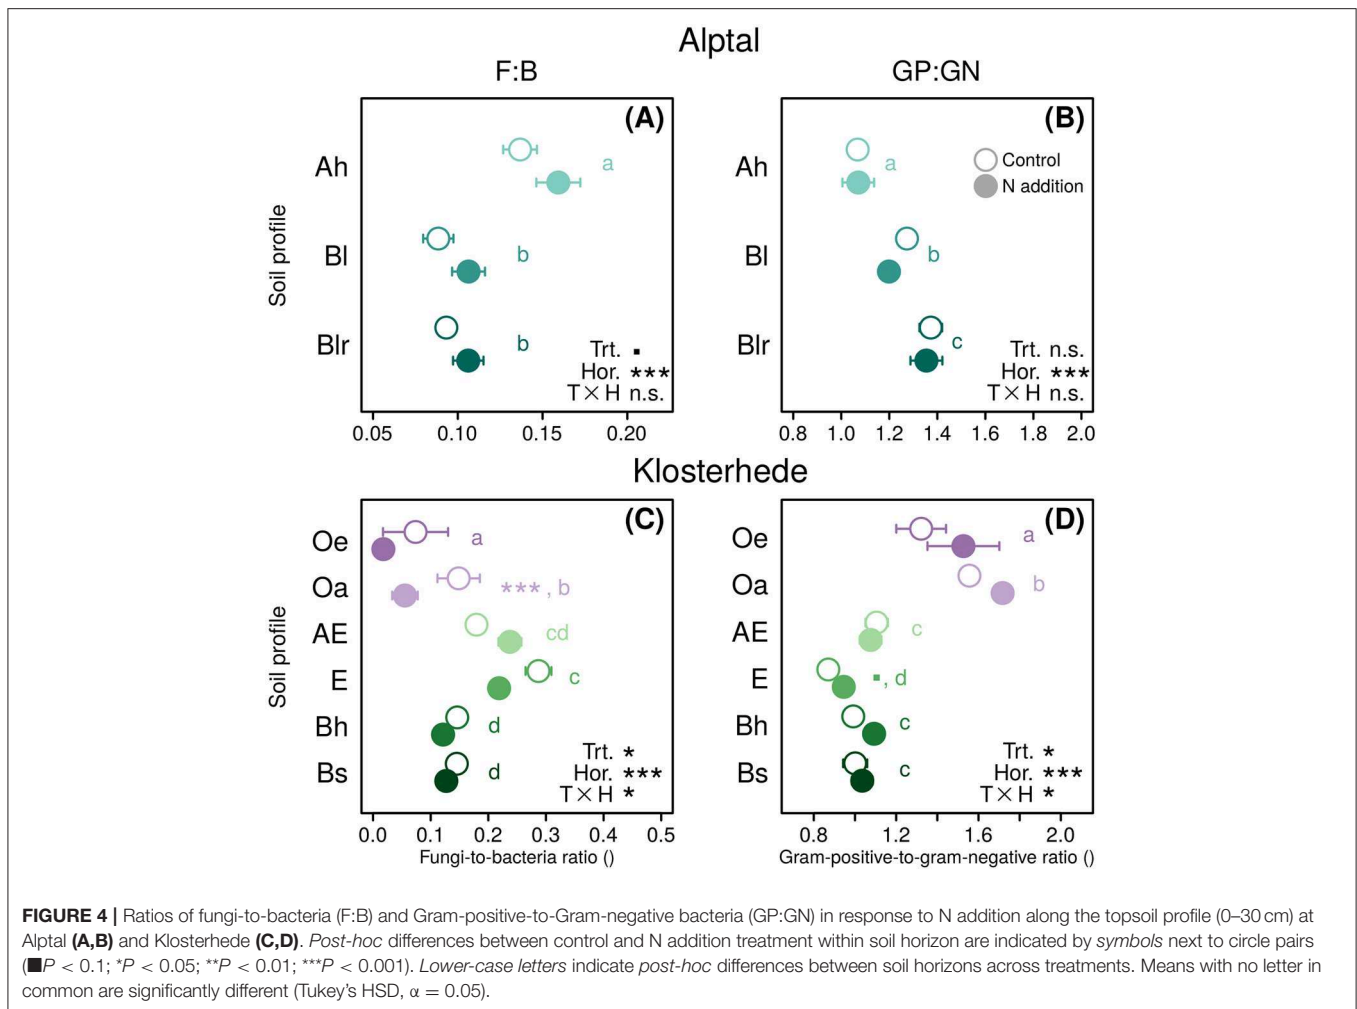 Alptal
F:B
GP:GN
(A)
(B)
Soil profile
Ah
Bl
Blr
a
b
b
Trt. ▪
Hor. ***
T×H n.s.
0.05 0.10 0.15 0.20
Ah
Bl
Blr
Control
N addition
a
b
c
Trt. n.s.
Hor. ***
T×H n.s.
0.8 1.0 1.2 1.4 1.6 1.8 2.0
Klosterhede
(C)
(D)
Soil profile
Oe
Oa
AE
E
Bh
Bs
a
***, b
cd
c
d
d
Trt. *
Hor. ***
T×H *
0.0 0.1 0.2 0.3 0.4 0.5
Fungi-to-bacteria ratio ()
Oe
Oa
AE
E
Bh
Bs
a
b
c
▪, d
c
c
Trt. *
Hor. ***
T×H *
0.8 1.2 1.6 2.0
Gram-positive-to-gram-negative ratio ()
FIGURE 4 | Ratios of fungi-to-bacteria (F:B) and Gram-positive-to-Gram-negative bacteria (GP:GN) in response to N addition along the topsoil profile (0–30 cm) at
Alptal (A,B) and Klosterhede (C,D). Post-hoc differences between control and N addition treatment within soil horizon are indicated by symbols next to circle pairs
(■P < 0.1; *P < 0.05; **P < 0.01; ***P < 0.001). Lower-case letters indicate post-hoc differences between soil horizons across treatments. Means with no letter in
common are significantly different (Tukey's HSD, α = 0.05).